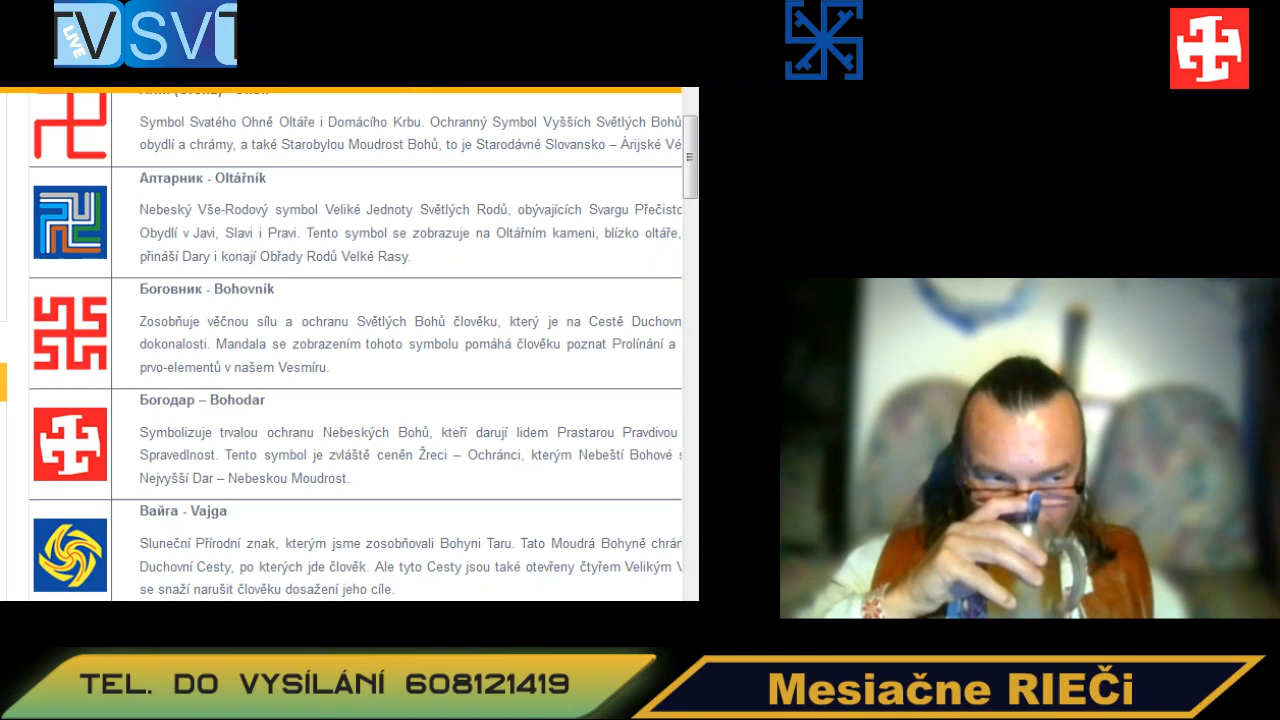 LIVE
TVSVT
Symbol Svatého Ohně Oltáře i Domácího Krbu. Ochranný Symbol Vyšších Světlých Bohů
obydlí a chrámy, a také Starobylou Moudrost Bohů, to je Starodávné Slovansko – Árijské Vé
Алтарник - Oltářník
Nebeský Vše-Rodový symbol Veliké Jednoty Světlých Rodů, obývajících Svargu Přečisto
Obydlí v Javi, Slavi i Pravi. Tento symbol se zobrazuje na Oltářním kameni, blízko oltáře,
přináší Dary i konají Obřady Rodů Velké Rasy.
Боговник - Bohovník
Zosobňuje věčnou sílu a ochranu Světlých Bohů člověku, který je na Cestě Duchovn
dokonalosti. Mandala se zobrazením tohoto symbolu pomáhá člověku poznat Prolínání a
prvo-elementů v našem Vesmíru.
Богодар – Bohodar
Symbolizuje trvalou ochranu Nebeských Bohů, kteří darují lidem Prastarou Pravdivou
Spravedlnost. Tento symbol je zvláště ceněn Žreci – Ochránci, kterým Nebeští Bohové s
Nejvyšší Dar – Nebeskou Moudrost.
Вайга - Vajga
Sluneční Přírodní znak, kterým jsme zosobňovali Bohyni Taru. Tato Moudrá Bohyně chrán
Duchovní Cesty, po kterých jde člověk. Ale tyto Cesty jsou také otevřeny čtyřem Velikým V
se snaží narušit člověku dosažení jeho cíle.
TEL. DO VYSÍLÁNÍ 608121419
Mesiačne RIEČi